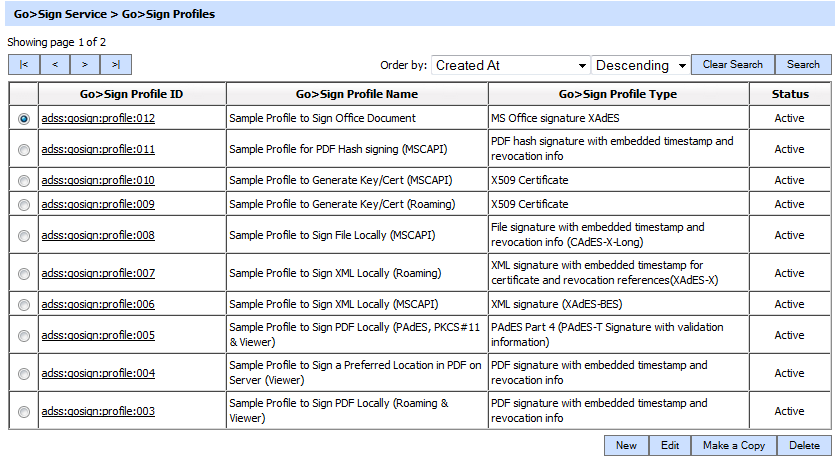 Go>Sign Service > Go>Sign Profiles
Showing page 1 of 2
|< < > >| Order by: Created At Descending Clear Search Search
Go>Sign Profile ID Go>Sign Profile Name Go>Sign Profile Type Status
adss:gosign:profile:012 Sample Profile to Sign Office Document MS Office signature XAdES Active
adss:gosign:profile:011 Sample Profile for PDF Hash signing (MSCAPI) PDF hash signature with embedded timestamp and
revocation info Active
adss:gosign:profile:010 Sample Profile to Generate Key/Cert (MSCAPI) X509 Certificate Active
adss:gosign:profile:009 Sample Profile to Generate Key/Cert (Roaming) X509 Certificate Active
adss:gosign:profile:008 Sample Profile to Sign File Locally (MSCAPI) File signature with embedded timestamp and
revocation info (CAdES-X-Long) Active
adss:gosign:profile:007 Sample Profile to Sign XML Locally (Roaming) XML signature with embedded timestamp for
certificate and revocation references(XAdES-X) Active
adss:gosign:profile:006 Sample Profile to Sign XML Locally (MSCAPI) XML signature (XAdES-BES) Active
adss:gosign:profile:005 Sample Profile to Sign PDF Locally (PAdES, PKCS#11
& Viewer) PAdES Part 4 (PAdES-T Signature with validation
information) Active
adss:gosign:profile:004 Sample Profile to Sign a Preferred Location in PDF on
Server (Viewer) PDF signature with embedded timestamp and
revocation info Active
adss:gosign:profile:003 Sample Profile to Sign PDF Locally (Roaming &
Viewer) PDF signature with embedded timestamp and
revocation info Active
New Edit Make a Copy Delete